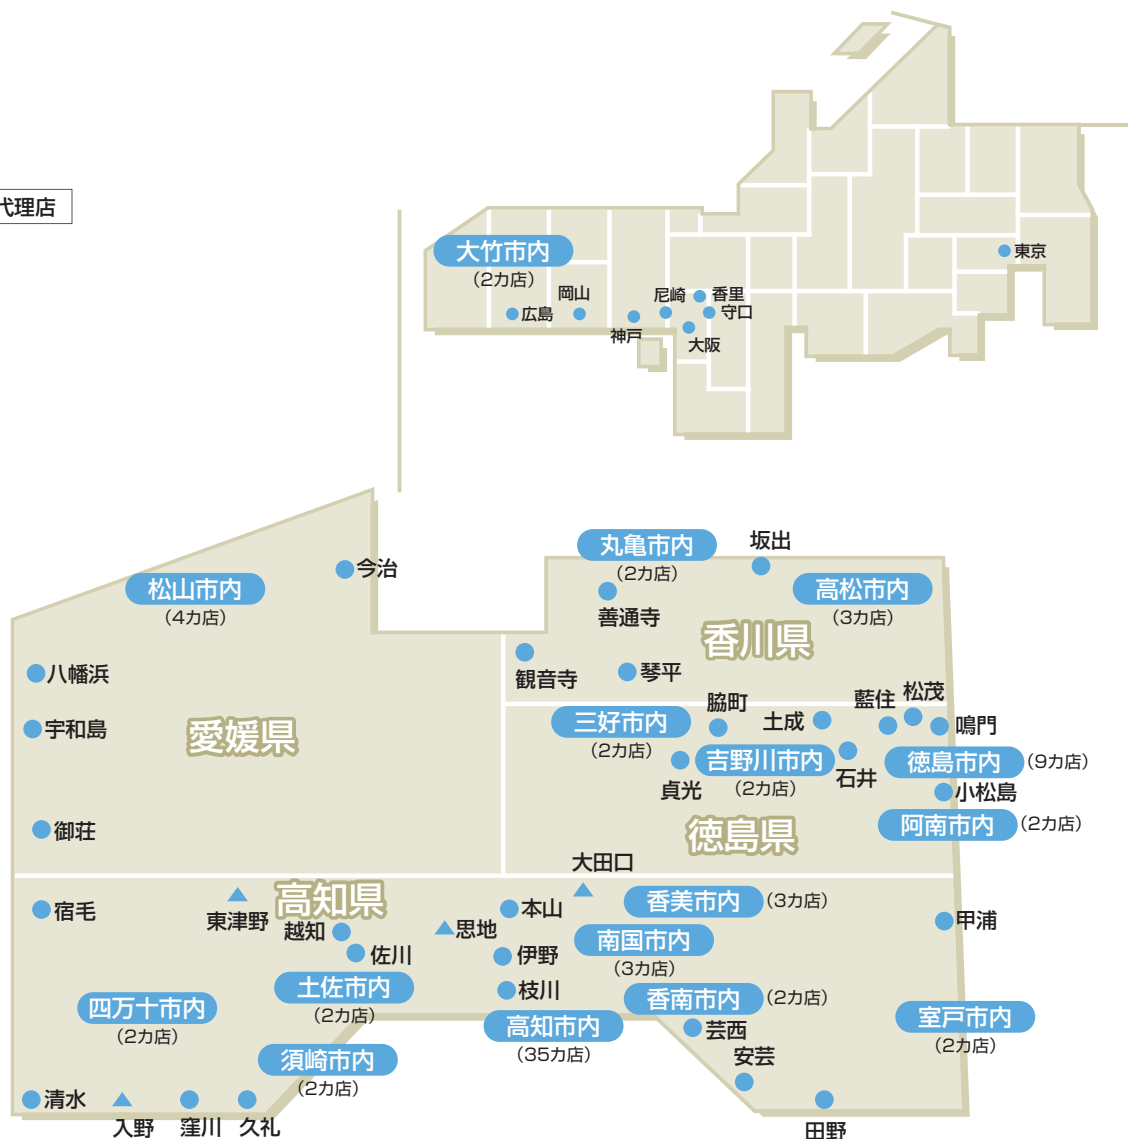 代理店
大竹市内
(2カ店)
広島
岡山
神戸
尼崎
香里
守口
大阪
東京
松山市内
(4カ店)
今治
八幡浜
宇和島
愛媛県
御荘
丸亀市内
(2カ店)
坂出
高松市内
(3カ店)
善通寺
香川県
観音寺
琴平
三好市内
(2カ店)
脇町
土成
藍住
松茂
鳴門
貞光
吉野川市内
(2カ店)
石井
徳島市内
(9カ店)
小松島
阿南市内
(2カ店)
徳島県
大田口
高知県
宿毛
東津野
越知
佐川
思地
本山
伊野
枝川
香美市内
(3カ店)
南国市内
(3カ店)
香南市内
(2カ店)
甲浦
室戸市内
(2カ店)
四万十市内
(2カ店)
土佐市内
(2カ店)
須崎市内
(2カ店)
高知市内
(35カ店)
芸西
安芸
田野
清水
入野
窪川
久礼